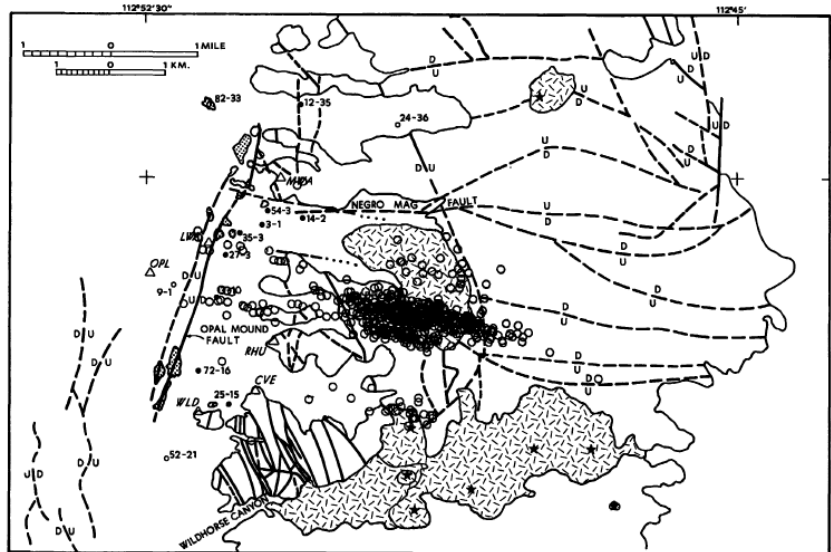 112°52'30"
112°45'
1 0 1 MILE
1 0 1 KM.
D U
D U
D
U
D
U
82-33
12-35
24-36
D
U
U D
U
D
U
D
D
U
MØA
NEGRO MAG FAULT
54-3
14-2
3-1
D
U
LWA
35-3
27-3
OPL
D U
9-1
D U
D
U
D
U
D U
OPAL MOUND
FAULT
RHU
D
U
D
U
72-16
CVE
D U
WLD
25-15
52-21
U D
D U
WILDHORSE CANYON
D U